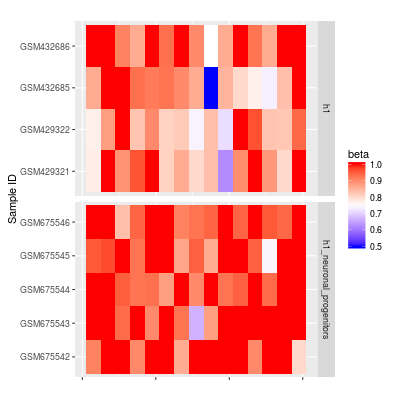 GSM432686
GSM432685
GSM429322
GSM429321
h1
GSM675546
GSM675545
GSM675544
GSM675543
GSM675542
h1_neuronal_progenitors
Sample ID
beta
1.0
0.9
0.8
0.7
0.6
0.5